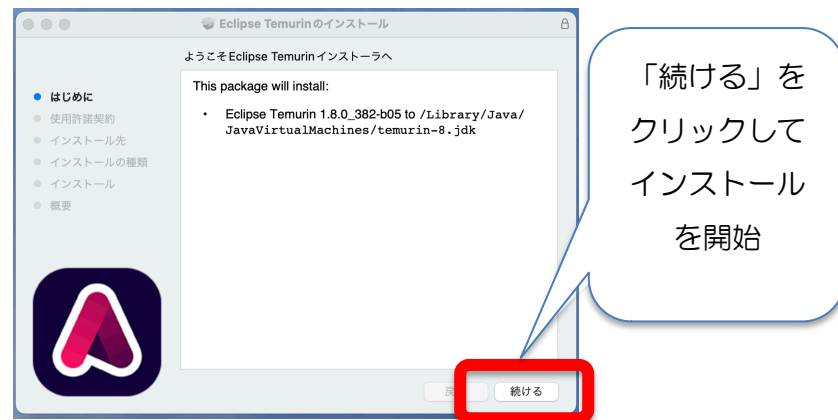 Eclipse Temurinのインストール
ようこそEclipse Temurinインストーラへ
はじめに
使用許諾契約
インストール先
インストールの種類
インストール
概要
This package will install:
• Eclipse Temurin 1.8.0_382-b05 to /Library/Java/
JavaVirtualMachines/temurin-8.jdk
戻 続ける
「続ける」を
クリックして
インストール
を開始